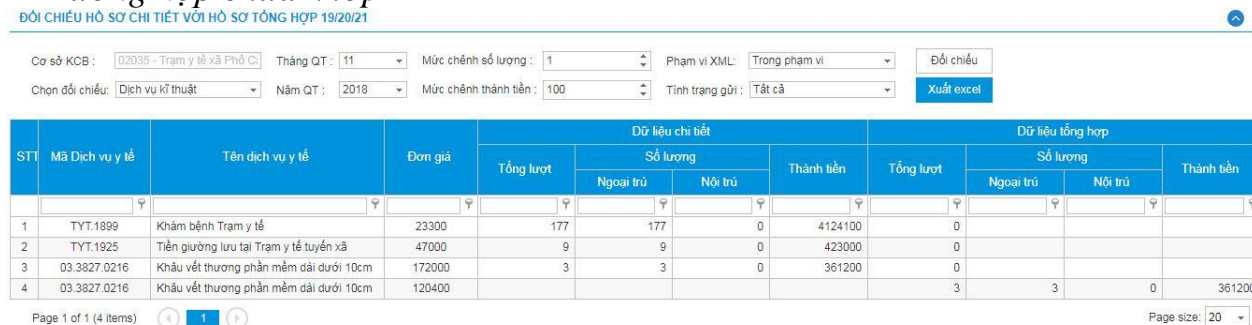 ĐỐI CHIẾU HỒ SƠ CHI TIẾT VỚI HỒ SƠ TỔNG HỢP 19/20/21
Cơ sở KCB : 02035 - Trạm y tế xã Phố C Tháng QT : 11 Mức chênh số lượng : 1 Phạm vi XML: Trong phạm vi Đối chiếu
Chọn đối chiếu: Dịch vụ kĩ thuật Năm QT : 2018 Mức chênh thành tiền : 100 Tình trạng gửi : Tất cả Xuất excel
Dữ liệu chi tiết Dữ liệu tổng hợp
STT Mã Dịch vụ y tế Tên dịch vụ y tế Đơn giá Tổng lượt Số lượng Thành tiền Tổng lượt Số lượng Thành tiền
Ngoại trú Nội trú Ngoại trú Nội trú
1 TYT.1899 Khám bệnh Trạm y tế 23300 177 177 0 4124100 0
2 TYT.1925 Tiền giường lưu tại Trạm y tế tuyến xã 47000 9 9 0 423000 0
3 03.3827.0216 Khâu vết thương phần mềm dài dưới 10cm 172000 3 3 0 361200 0
4 03.3827.0216 Khâu vết thương phần mềm dài dưới 10cm 120400 3 3 0 361200
Page 1 of 1 (4 items) 1 Page size: 20